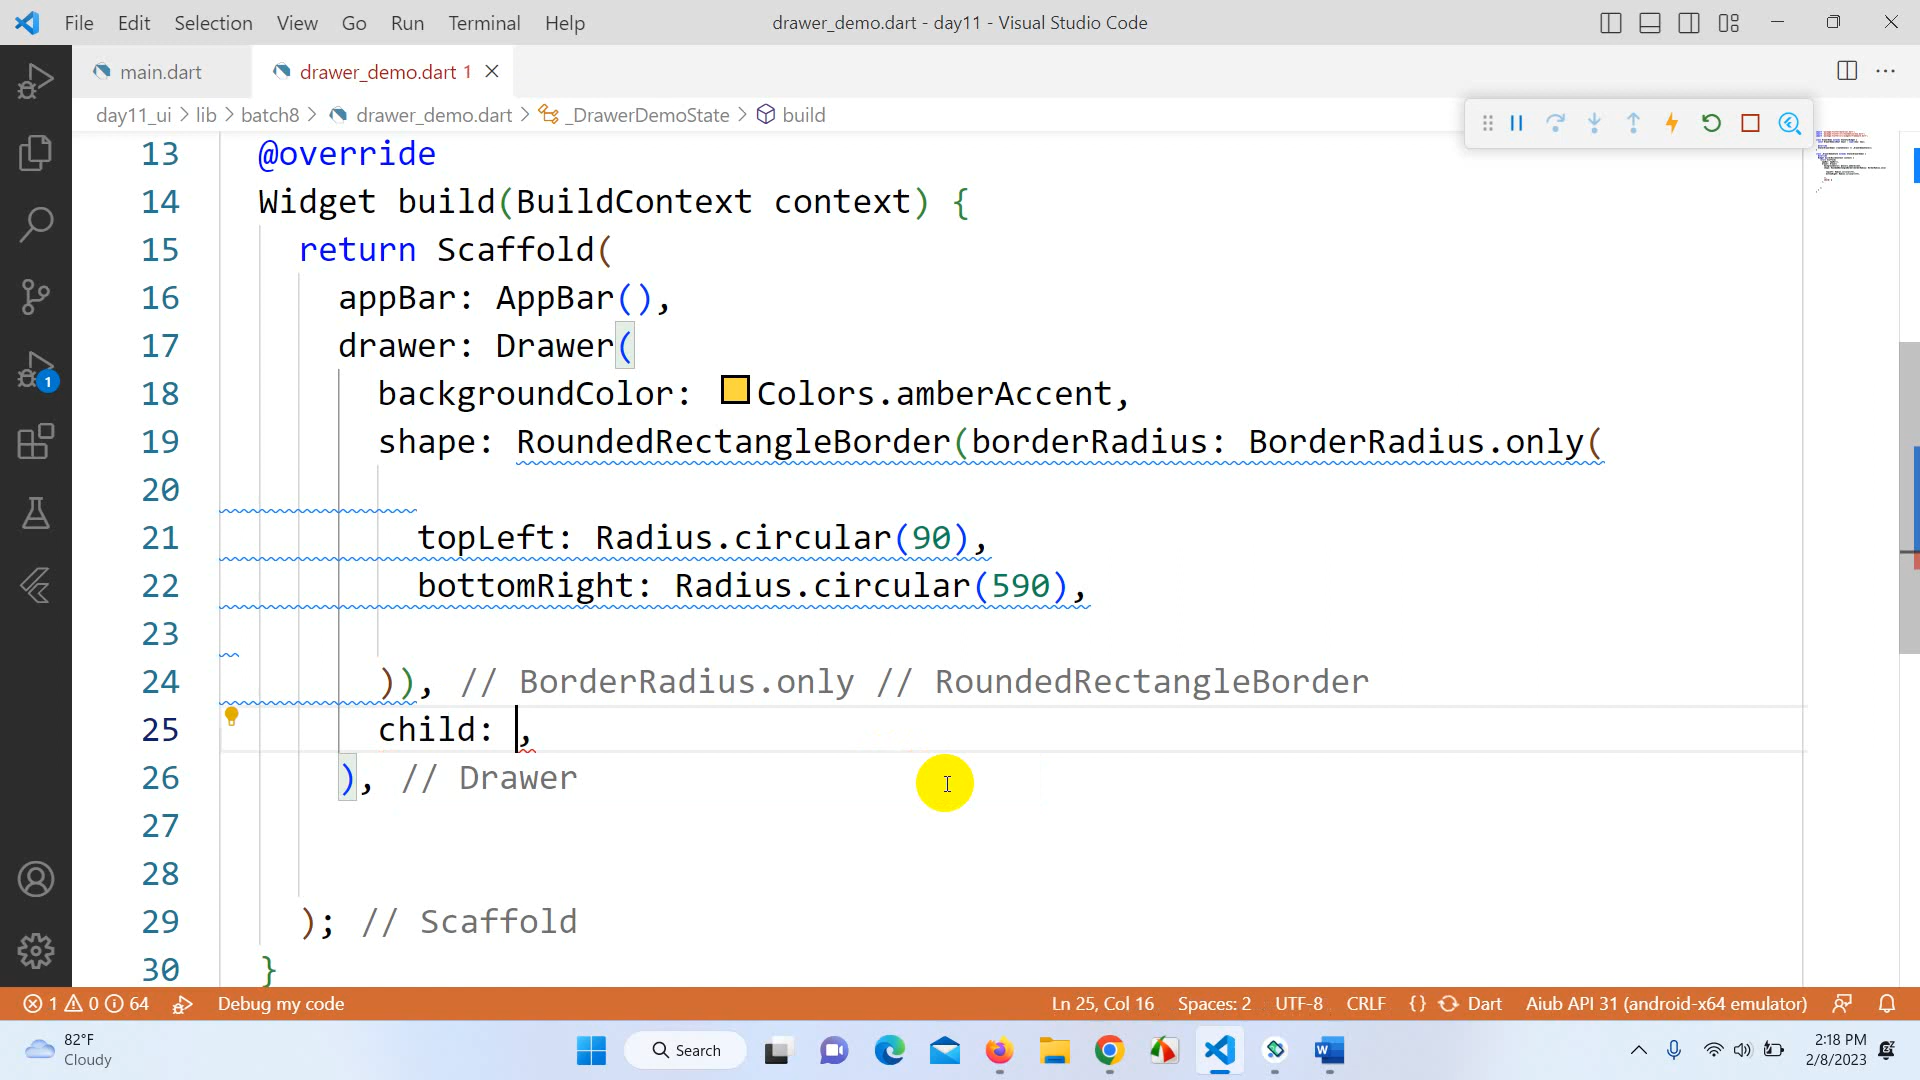 File Edit Selection View Go Run Terminal Help
drawer_demo.dart - day11 - Visual Studio Code
main.dart
drawer_demo.dart 1
day11_ui > lib > batch8 > drawer_demo.dart > _DrawerDemoState > build
13 @override
14 Widget build(BuildContext context) {
15 return Scaffold(
16 appBar: AppBar(),
17 drawer: Drawer(
18 backgroundColor: Colors.amberAccent,
19 shape: RoundedRectangleBorder(borderRadius: BorderRadius.only(
20
21 topLeft: Radius.circular(90),
22 bottomRight: Radius.circular(590),
23
24 )), // BorderRadius.only // RoundedRectangleBorder
25 child: ,
26 ), // Drawer
27
28
29 ); // Scaffold
30 }
1
1 0 64 Debug my code
Ln 25, Col 16 Spaces: 2 UTF-8 CRLF {} Dart Aiub API 31 (android-x64 emulator)
82°F
Cloudy
Search
2:18 PM
2/8/2023